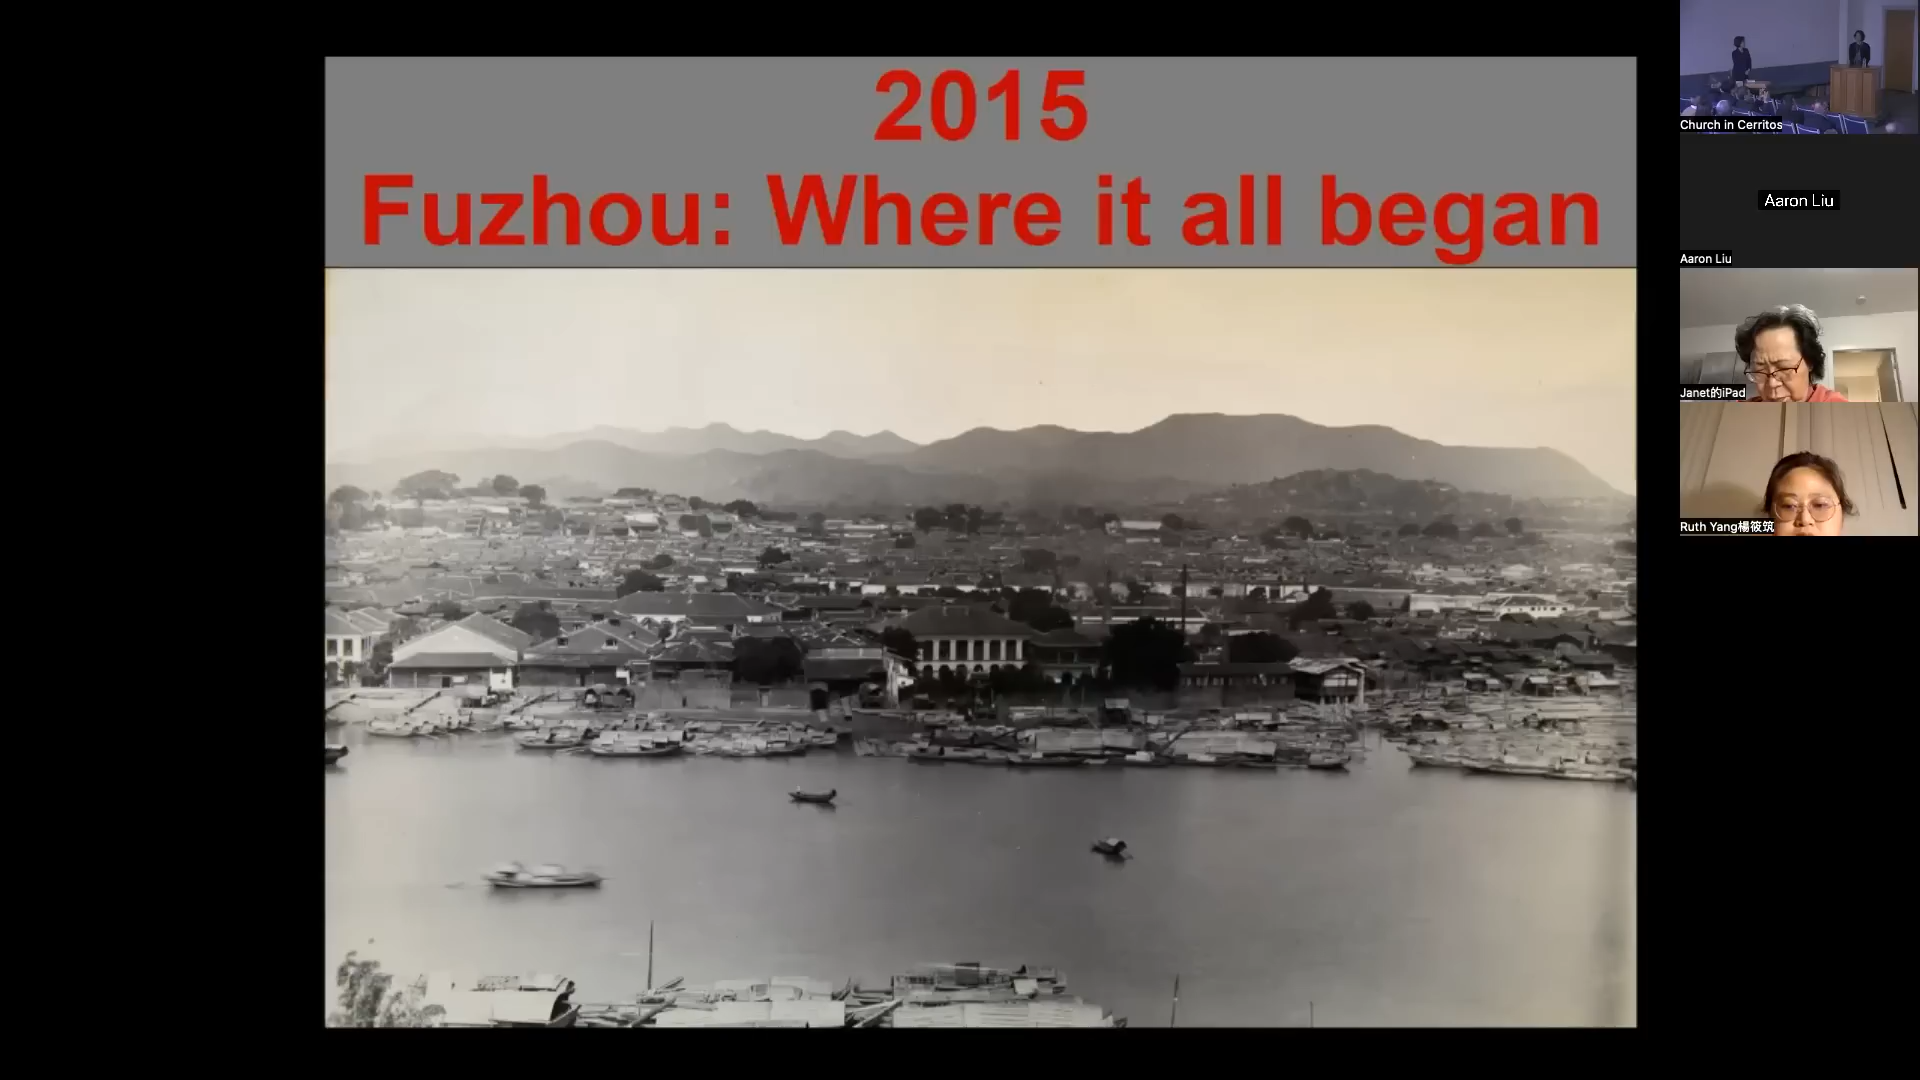 2015
Fuzhou: Where it all began
Church in Cerritos
Aaron Liu
Aaron Liu
Janet的iPad
Ruth Yang楊筱筑